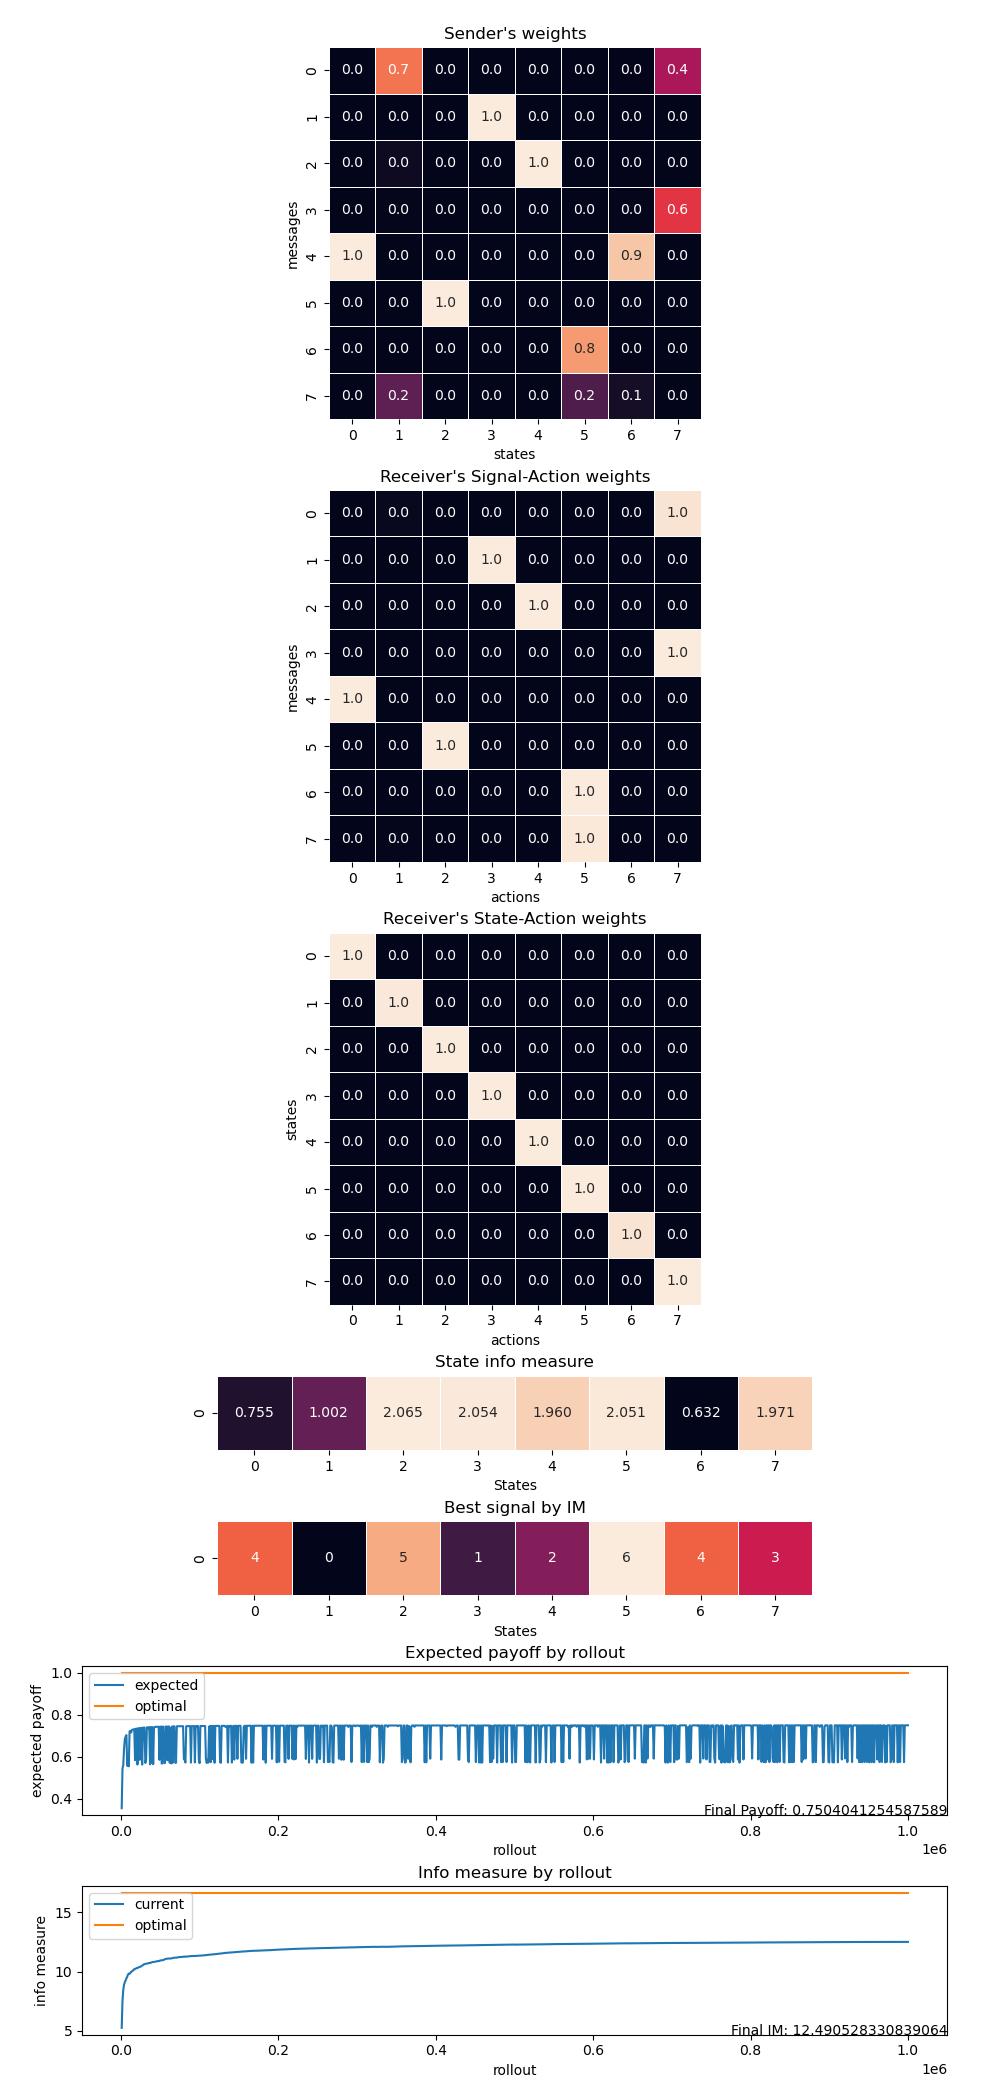 Sender's weights
0 0.0 0.7 0.0 0.0 0.0 0.0 0.0 0.4
1 0.0 0.0 0.0 1.0 0.0 0.0 0.0 0.0
2 0.0 0.0 0.0 0.0 1.0 0.0 0.0 0.0
3 0.0 0.0 0.0 0.0 0.0 0.0 0.0 0.6
messages
4 1.0 0.0 0.0 0.0 0.0 0.0 0.9 0.0
5 0.0 0.0 1.0 0.0 0.0 0.0 0.0 0.0
6 0.0 0.0 0.0 0.0 0.0 0.8 0.0 0.0
7 0.0 0.2 0.0 0.0 0.0 0.2 0.1 0.0
0 1 2 3 4 5 6 7
states
Receiver's Signal-Action weights
0 0.0 0.0 0.0 0.0 0.0 0.0 0.0 1.0
1 0.0 0.0 0.0 1.0 0.0 0.0 0.0 0.0
2 0.0 0.0 0.0 0.0 1.0 0.0 0.0 0.0
3 0.0 0.0 0.0 0.0 0.0 0.0 0.0 1.0
messages
4 1.0 0.0 0.0 0.0 0.0 0.0 0.0 0.0
5 0.0 0.0 1.0 0.0 0.0 0.0 0.0 0.0
6 0.0 0.0 0.0 0.0 0.0 1.0 0.0 0.0
7 0.0 0.0 0.0 0.0 0.0 1.0 0.0 0.0
0 1 2 3 4 5 6 7
actions
Receiver's State-Action weights
0 1.0 0.0 0.0 0.0 0.0 0.0 0.0 0.0
1 0.0 1.0 0.0 0.0 0.0 0.0 0.0 0.0
2 0.0 0.0 1.0 0.0 0.0 0.0 0.0 0.0
3 0.0 0.0 0.0 1.0 0.0 0.0 0.0 0.0
states
4 0.0 0.0 0.0 0.0 1.0 0.0 0.0 0.0
5 0.0 0.0 0.0 0.0 0.0 1.0 0.0 0.0
6 0.0 0.0 0.0 0.0 0.0 0.0 1.0 0.0
7 0.0 0.0 0.0 0.0 0.0 0.0 0.0 1.0
0 1 2 3 4 5 6 7
actions
State info measure
0 0.755 1.002 2.065 2.054 1.960 2.051 0.632 1.971
0 1 2 3 4 5 6 7
States
Best signal by IM
0 4 0 5 1 2 6 4 3
0 1 2 3 4 5 6 7
States
Expected payoff by rollout
expected payoff
1.0
0.8
0.6
0.4
expected
optimal
Final Payoff: 0.7504041254587589
0.0 0.2 0.4 0.6 0.8 1.0
1e6
rollout
Info measure by rollout
info measure
15
10
5
current
optimal
Final IM: 12.490528330839064
0.0 0.2 0.4 0.6 0.8 1.0
1e6
rollout